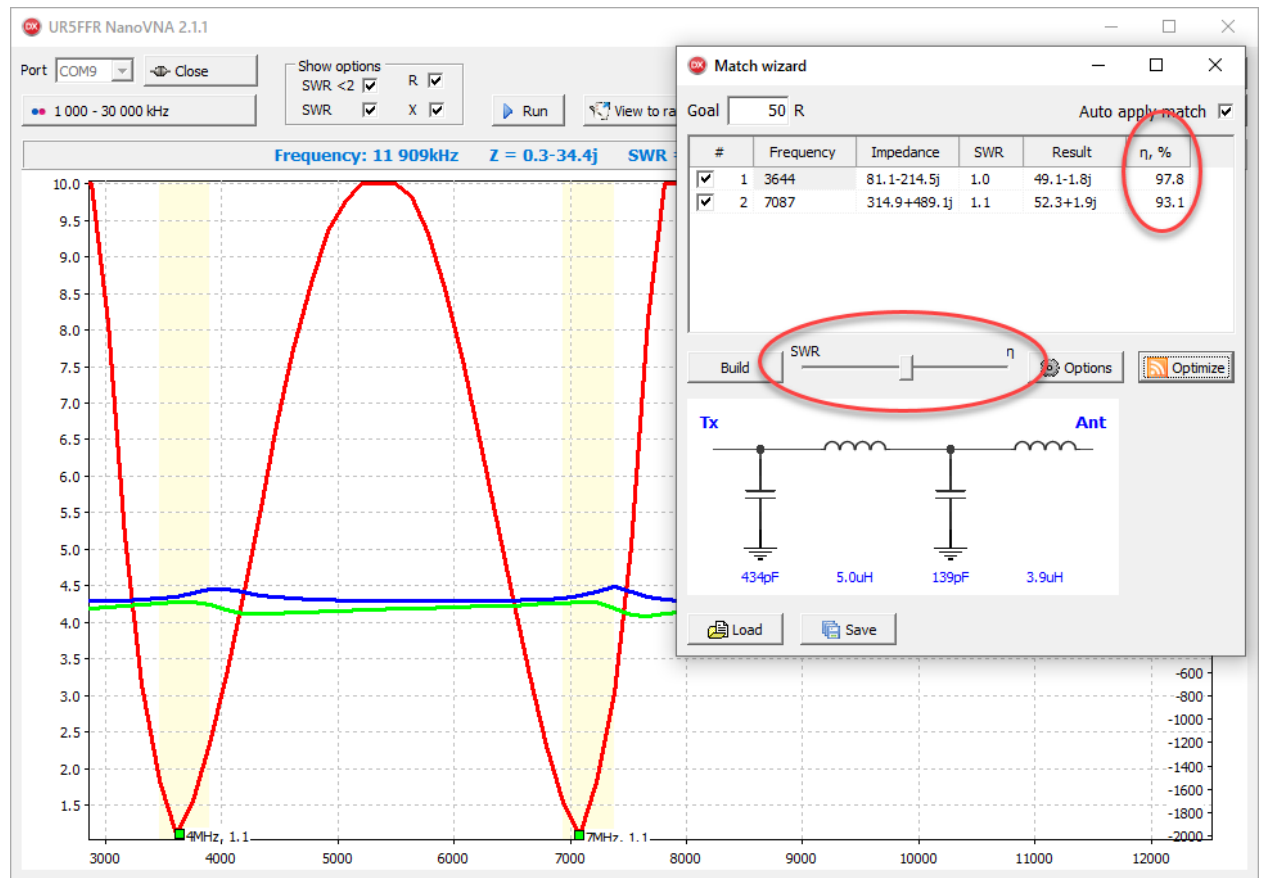 UR5FFR NanoVNA 2.1.1
Port COM9 Close
Show options
SWR <2 R
SWR X
1 000 - 30 000 kHz
Run
View to ra
Frequency: 11 909kHz Z = 0.3-34.4j SWR =
10.0
9.5
9.0
8.5
8.0
7.5
7.0
6.5
6.0
5.5
5.0
4.5
4.0
3.5
3.0
2.5
2.0
1.5
4MHz, 1.1
7MHz, 1.1
3000 4000 5000 6000 7000 8000 9000 10000 11000 12000
-600
-800
-1000
-1200
-1400
-1600
-1800
-2000
Match wizard
Goal 50 R Auto apply match
# Frequency Impedance SWR Result η, %
1 3644 81.1-214.5j 1.0 49.1-1.8j 97.8
2 7087 314.9+489.1j 1.1 52.3+1.9j 93.1
Build SWR η Options Optimize
Tx Ant
434pF 5.0uH 139pF 3.9uH
Load Save